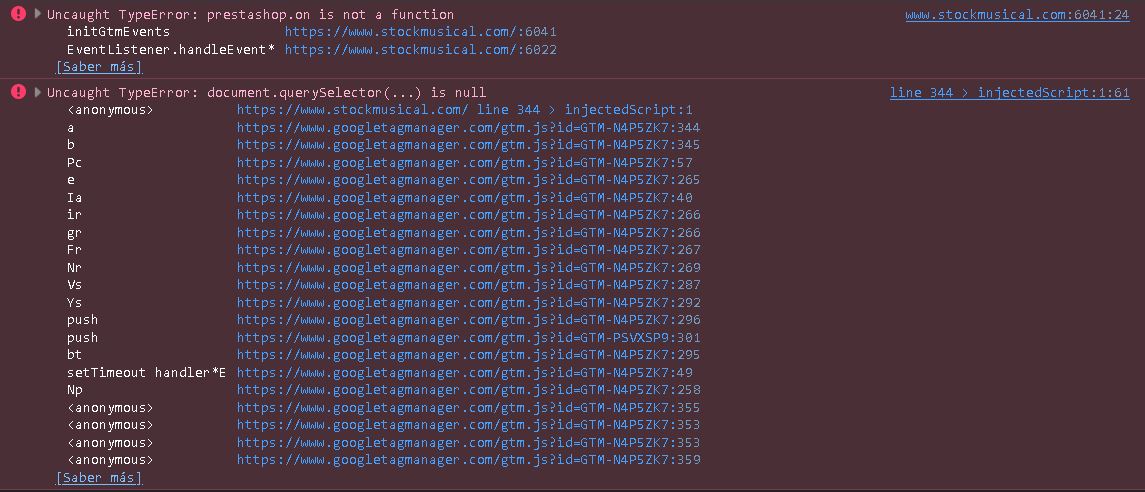 Uncaught TypeError: prestashop.on is not a function www.stockmusical.com:6041:24
initGtmEvents https://www.stockmusical.com/:6041
EventListener.handleEvent* https://www.stockmusical.com/:6022
[Saber más]
Uncaught TypeError: document.querySelector(...) is null line 344 > injectedScript:1:61
<anonymous> https://www.stockmusical.com/ line 344 > injectedScript:1
a https://www.googletagmanager.com/gtm.js?id=GTM-N4P5ZK7:344
b https://www.googletagmanager.com/gtm.js?id=GTM-N4P5ZK7:345
Pc https://www.googletagmanager.com/gtm.js?id=GTM-N4P5ZK7:57
e https://www.googletagmanager.com/gtm.js?id=GTM-N4P5ZK7:265
Ia https://www.googletagmanager.com/gtm.js?id=GTM-N4P5ZK7:40
ir https://www.googletagmanager.com/gtm.js?id=GTM-N4P5ZK7:266
gr https://www.googletagmanager.com/gtm.js?id=GTM-N4P5ZK7:266
Fr https://www.googletagmanager.com/gtm.js?id=GTM-N4P5ZK7:267
Nr https://www.googletagmanager.com/gtm.js?id=GTM-N4P5ZK7:269
Vs https://www.googletagmanager.com/gtm.js?id=GTM-N4P5ZK7:287
Ys https://www.googletagmanager.com/gtm.js?id=GTM-N4P5ZK7:292
push https://www.googletagmanager.com/gtm.js?id=GTM-N4P5ZK7:296
push https://www.googletagmanager.com/gtm.js?id=GTM-PSVXSP9:301
bt https://www.googletagmanager.com/gtm.js?id=GTM-N4P5ZK7:295
setTimeout handler*E https://www.googletagmanager.com/gtm.js?id=GTM-N4P5ZK7:49
Np https://www.googletagmanager.com/gtm.js?id=GTM-N4P5ZK7:258
<anonymous> https://www.googletagmanager.com/gtm.js?id=GTM-N4P5ZK7:355
<anonymous> https://www.googletagmanager.com/gtm.js?id=GTM-N4P5ZK7:353
<anonymous> https://www.googletagmanager.com/gtm.js?id=GTM-N4P5ZK7:353
<anonymous> https://www.googletagmanager.com/gtm.js?id=GTM-N4P5ZK7:359
[Saber más]